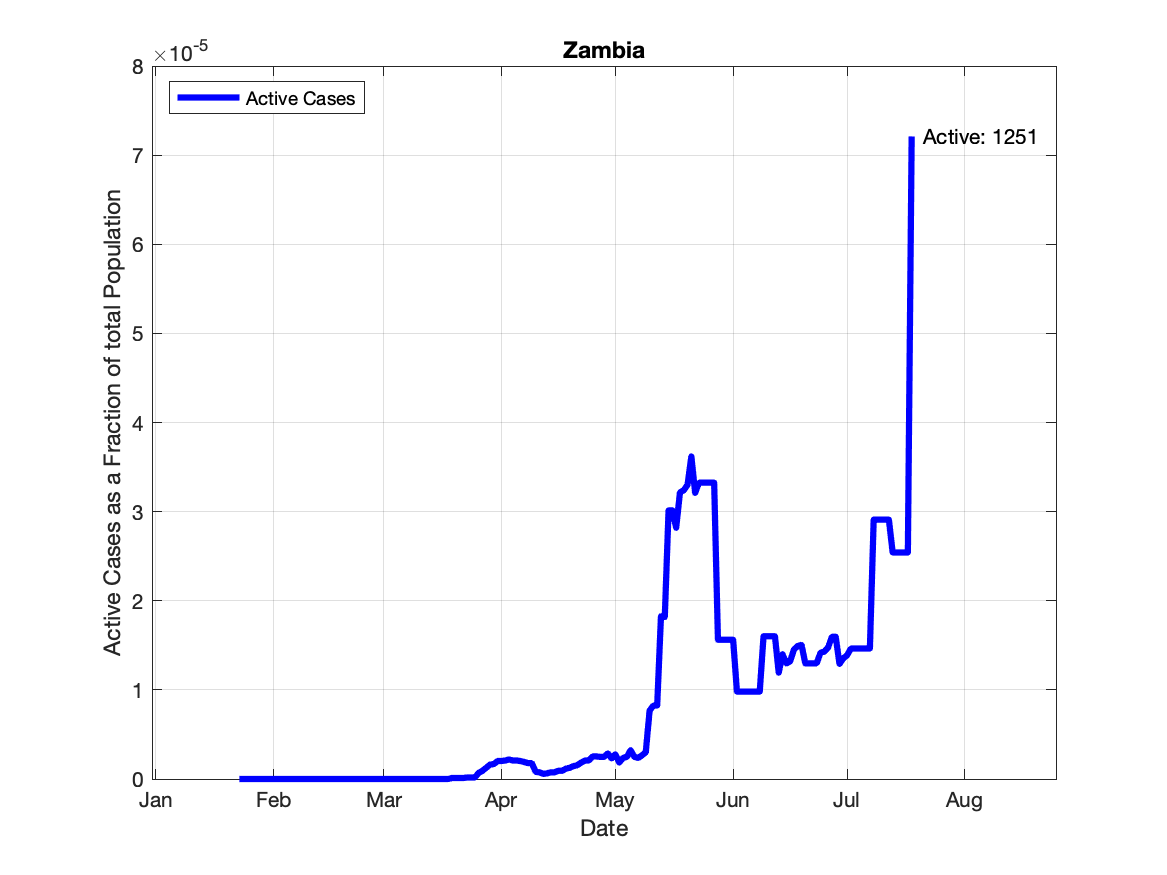 Zambia
×10-5
Active Cases
Active: 1251
8
7
6
5
4
3
2
1
0
Active Cases as a Fraction of total Population
Jan Feb Mar Apr May Jun Jul Aug
Date